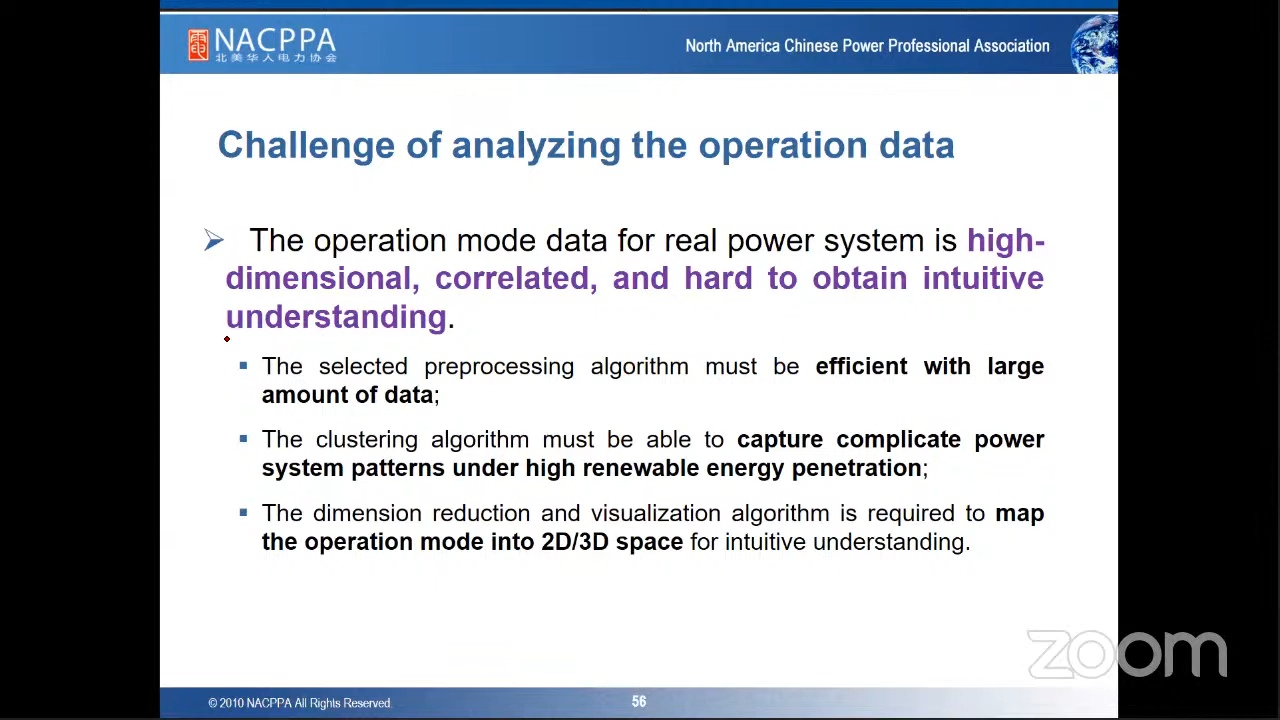 電 NACPPA
北美华人电力协会
North America Chinese Power Professional Association
Challenge of analyzing the operation data
The operation mode data for real power system is high-
dimensional, correlated, and hard to obtain intuitive
understanding.
The selected preprocessing algorithm must be efficient with large
amount of data;
The clustering algorithm must be able to capture complicate power
system patterns under high renewable energy penetration;
The dimension reduction and visualization algorithm is required to map
the operation mode into 2D/3D space for intuitive understanding.
zoom
© 2010 NACPPA All Rights Reserved.
56